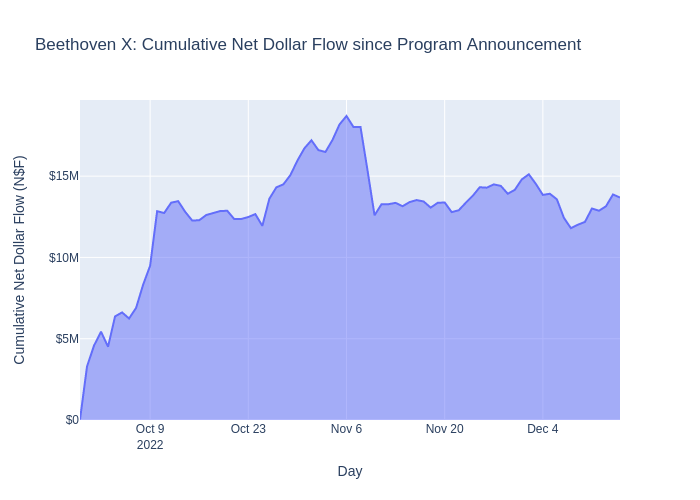 Beethoven X: Cumulative Net Dollar Flow since Program Announcement
Cumulative Net Dollar Flow (N$F)
$15M
$10M
$5M
$0
Oct 9
2022
Oct 23
Nov 6
Nov 20
Dec 4
Day